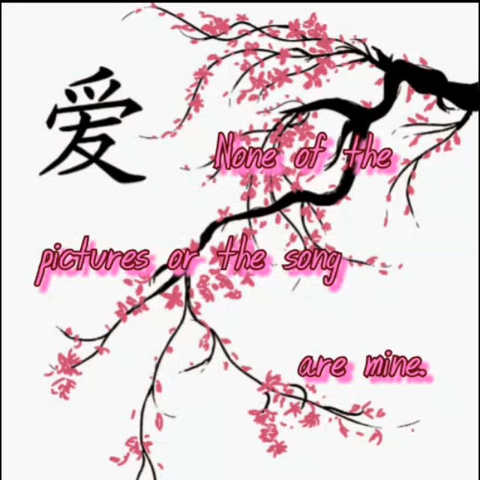 爱
None of the
pictures or the song
are mine.